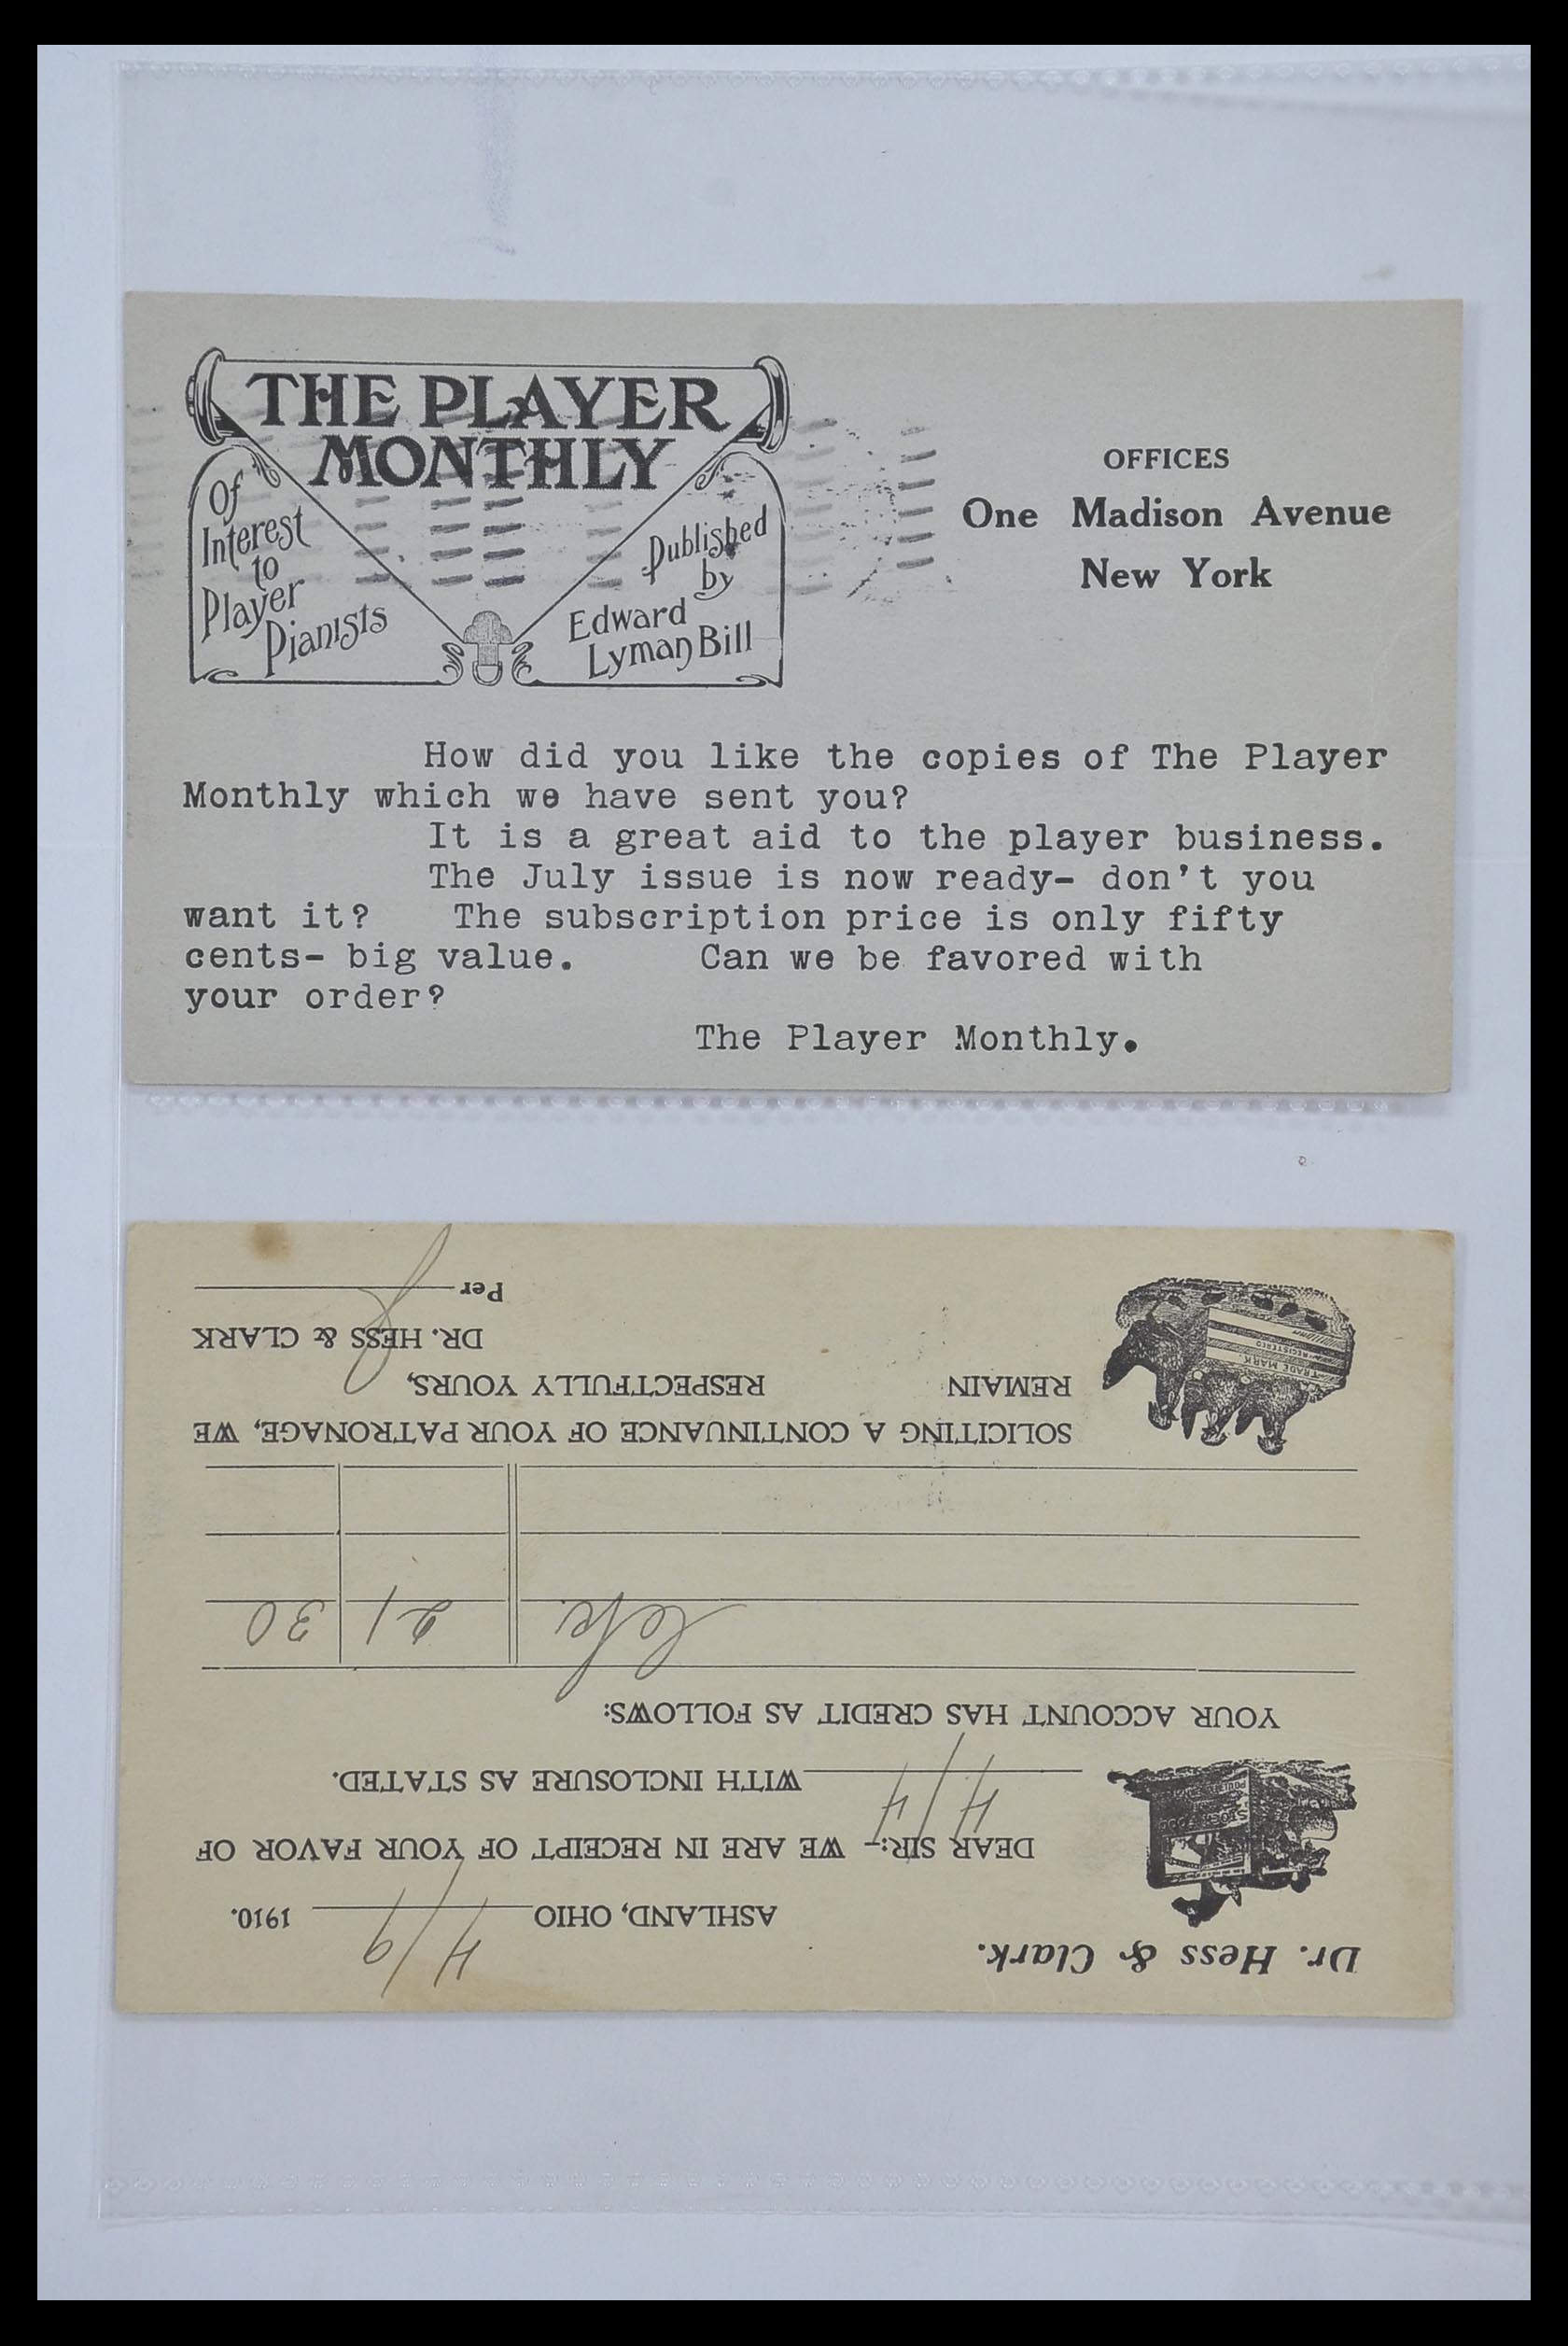 THE PLAYER
MONTHLY
Of
Interest
to
Player
Pianists
Published
by
Edward
Lyman Bill
OFFICES
One Madison Avenue
New York
How did you like the copies of The Player
Monthly which we have sent you?
It is a great aid to the player business.
The July issue is now ready- don't you
want it? The subscription price is only fifty
cents- big value. Can we be favored with
your order?
The Player Monthly.
Dr. Hess & Clark.
ASHLAND, OHIO 4/9 1910.
DEAR SIR:- WE ARE IN RECEIPT OF YOUR FAVOR OF
4/4 WITH INCLOSURE AS STATED.
YOUR ACCOUNT HAS CREDIT AS FOLLOWS:
21 30
SOLICITING A CONTINUANCE OF YOUR PATRONAGE, WE
REMAIN RESPECTFULLY YOURS,
DR. HESS & CLARK
Per
TRADE MARK
REGISTERED